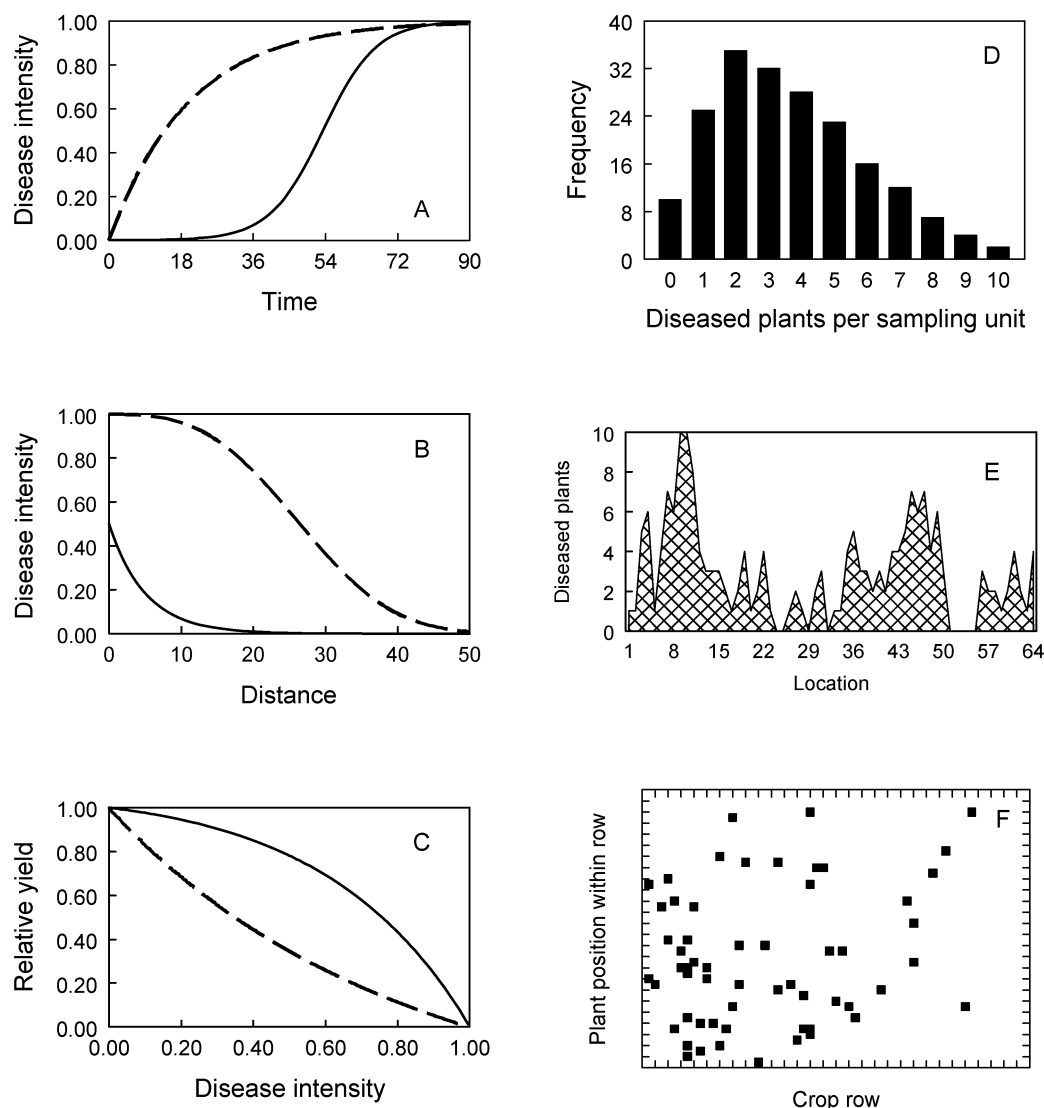 1.00
0.80
0.60
0.40
0.20
0.00
Disease intensity
A
0 18 36 54 72 90
Time
40
32
24
16
8
0
Frequency
D
0 1 2 3 4 5 6 7 8 9 10
Diseased plants per sampling unit
1.00
0.80
0.60
0.40
0.20
0.00
Disease intensity
B
0 10 20 30 40 50
Distance
10
8
6
4
2
0
Diseased plants
E
1 8 15 22 29 36 43 50 57 64
Location
1.00
0.80
0.60
0.40
0.20
0.00
Relative yield
C
0.00 0.20 0.40 0.60 0.80 1.00
Disease intensity
Plant position within row
F
Crop row